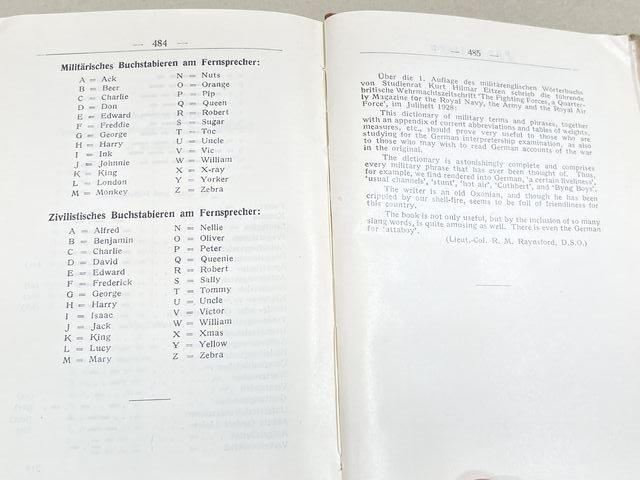 — 484 —
Militärisches Buchstabieren am Fernsprecher:
A = Ack
B = Beer
C = Charlie
D = Don
E = Edward
F = Freddie
G = George
H = Harry
I = Ink
J = Johnnie
K = King
L = London
M = Monkey
N = Nuts
O = Orange
P = Pip
Q = Queen
R = Robert
S = Sugar
T = Toc
U = Uncle
V = Vic
W = William
X = X-ray
Y = Yorker
Z = Zebra
Zivilistisches Buchstabieren am Fernsprecher:
A = Alfred
B = Benjamin
C = Charlie
D = David
E = Edward
F = Frederick
G = George
H = Harry
I = Isaac
J = Jack
K = King
L = Lucy
M = Mary
N = Nellie
O = Oliver
P = Peter
Q = Queenie
R = Robert
S = Sally
T = Tommy
U = Uncle
V = Victor
W = William
X = Xmas
Y = Yellow
Z = Zebra
— 485 —
Über die 1. Auflage des militärenglischen Wörterbuchs
von Studienrat Kurt Hilmar Eitzen schrieb die führende
britische Wehrmachtszeitschrift 'The Fighting Forces, a Quarter-
ly Magazine for the Royal Navy, the Army and the Royal Air
Force', im Juliheft 1928:
This dictionary of military terms and phrases, together
with an appendix of current abbreviations and tables of weights,
measures, etc., should prove very useful to those who are
studying for the German interpretership examination, as also
to those who may wish to read German accounts of the war
in the original.
The dictionary is astonishingly complete and comprises
every military phrase that has ever been thought of. Thus,
for example, we find rendered into German, 'a certain liveliness',
'usual channels', 'stunt', 'hot air', 'Cuthbert', and 'Byng Boys'.
The writer is an old Oxonian, and though he has been
crippled by our shell-fire, seems to be full of friendliness for
this country.
The book is not only useful, but by the inclusion of so many
slang words, is quite amusing as well. There is even the German
for 'attaboy'.
(Lieut.-Col. R. M. Raynsford, D.S.O.)